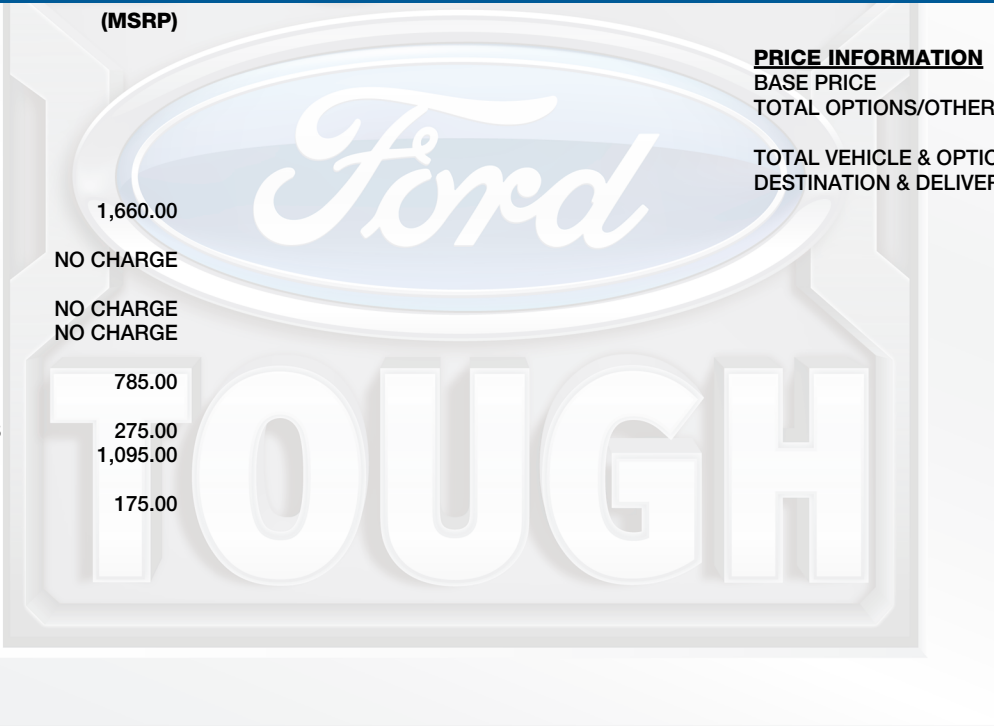 (MSRP)
1,660.00
NO CHARGE
NO CHARGE
NO CHARGE
785.00
275.00
1,095.00
175.00
PRICE INFORMATION
BASE PRICE
TOTAL OPTIONS/OTHER
TOTAL VEHICLE & OPTIO
DESTINATION & DELIVER
Ford
TOUGH